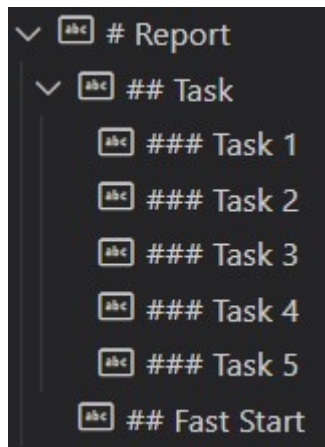 # Report
## Task
### Task 1
### Task 2
### Task 3
### Task 4
### Task 5
## Fast Start